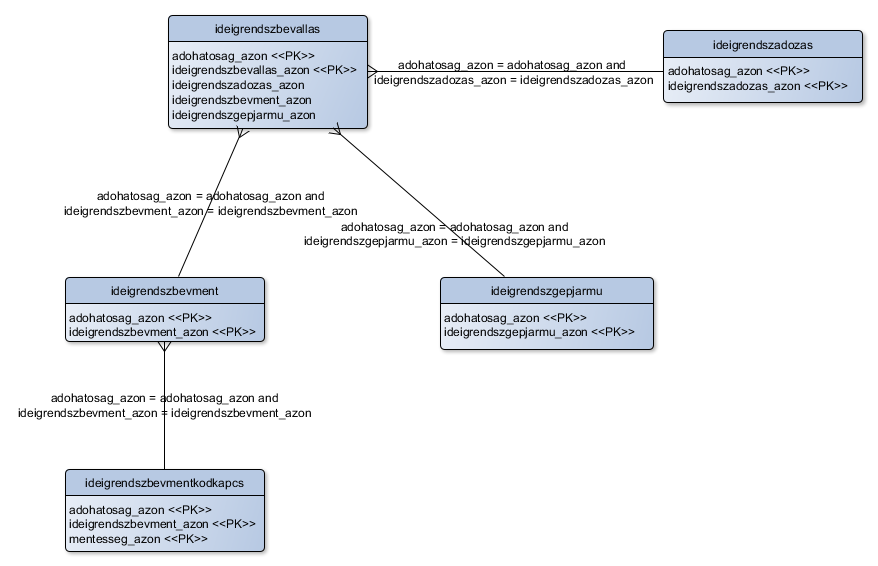 ideigrendszbevallas
adohatosag_azon <<PK>>
ideigrendszbevallas_azon <<PK>>
ideigrendszadozas_azon
ideigrendszbevment_azon
ideigrendszgepjarmu_azon
adohatosag_azon = adohatosag_azon and
ideigrendszadozas_azon = ideigrendszadozas_azon
ideigrendszadozas
adohatosag_azon <<PK>>
ideigrendszadozas_azon <<PK>>
adohatosag_azon = adohatosag_azon and
ideigrendszbevment_azon = ideigrendszbevment_azon
adohatosag_azon = adohatosag_azon and
ideigrendszgepjarmu_azon = ideigrendszgepjarmu_azon
ideigrendszbevment
adohatosag_azon <<PK>>
ideigrendszbevment_azon <<PK>>
ideigrendszgepjarmu
adohatosag_azon <<PK>>
ideigrendszgepjarmu_azon <<PK>>
adohatosag_azon = adohatosag_azon and
ideigrendszbevment_azon = ideigrendszbevment_azon
ideigrendszbevmentkodkapcs
adohatosag_azon <<PK>>
ideigrendszbevment_azon <<PK>>
mentesseg_azon <<PK>>